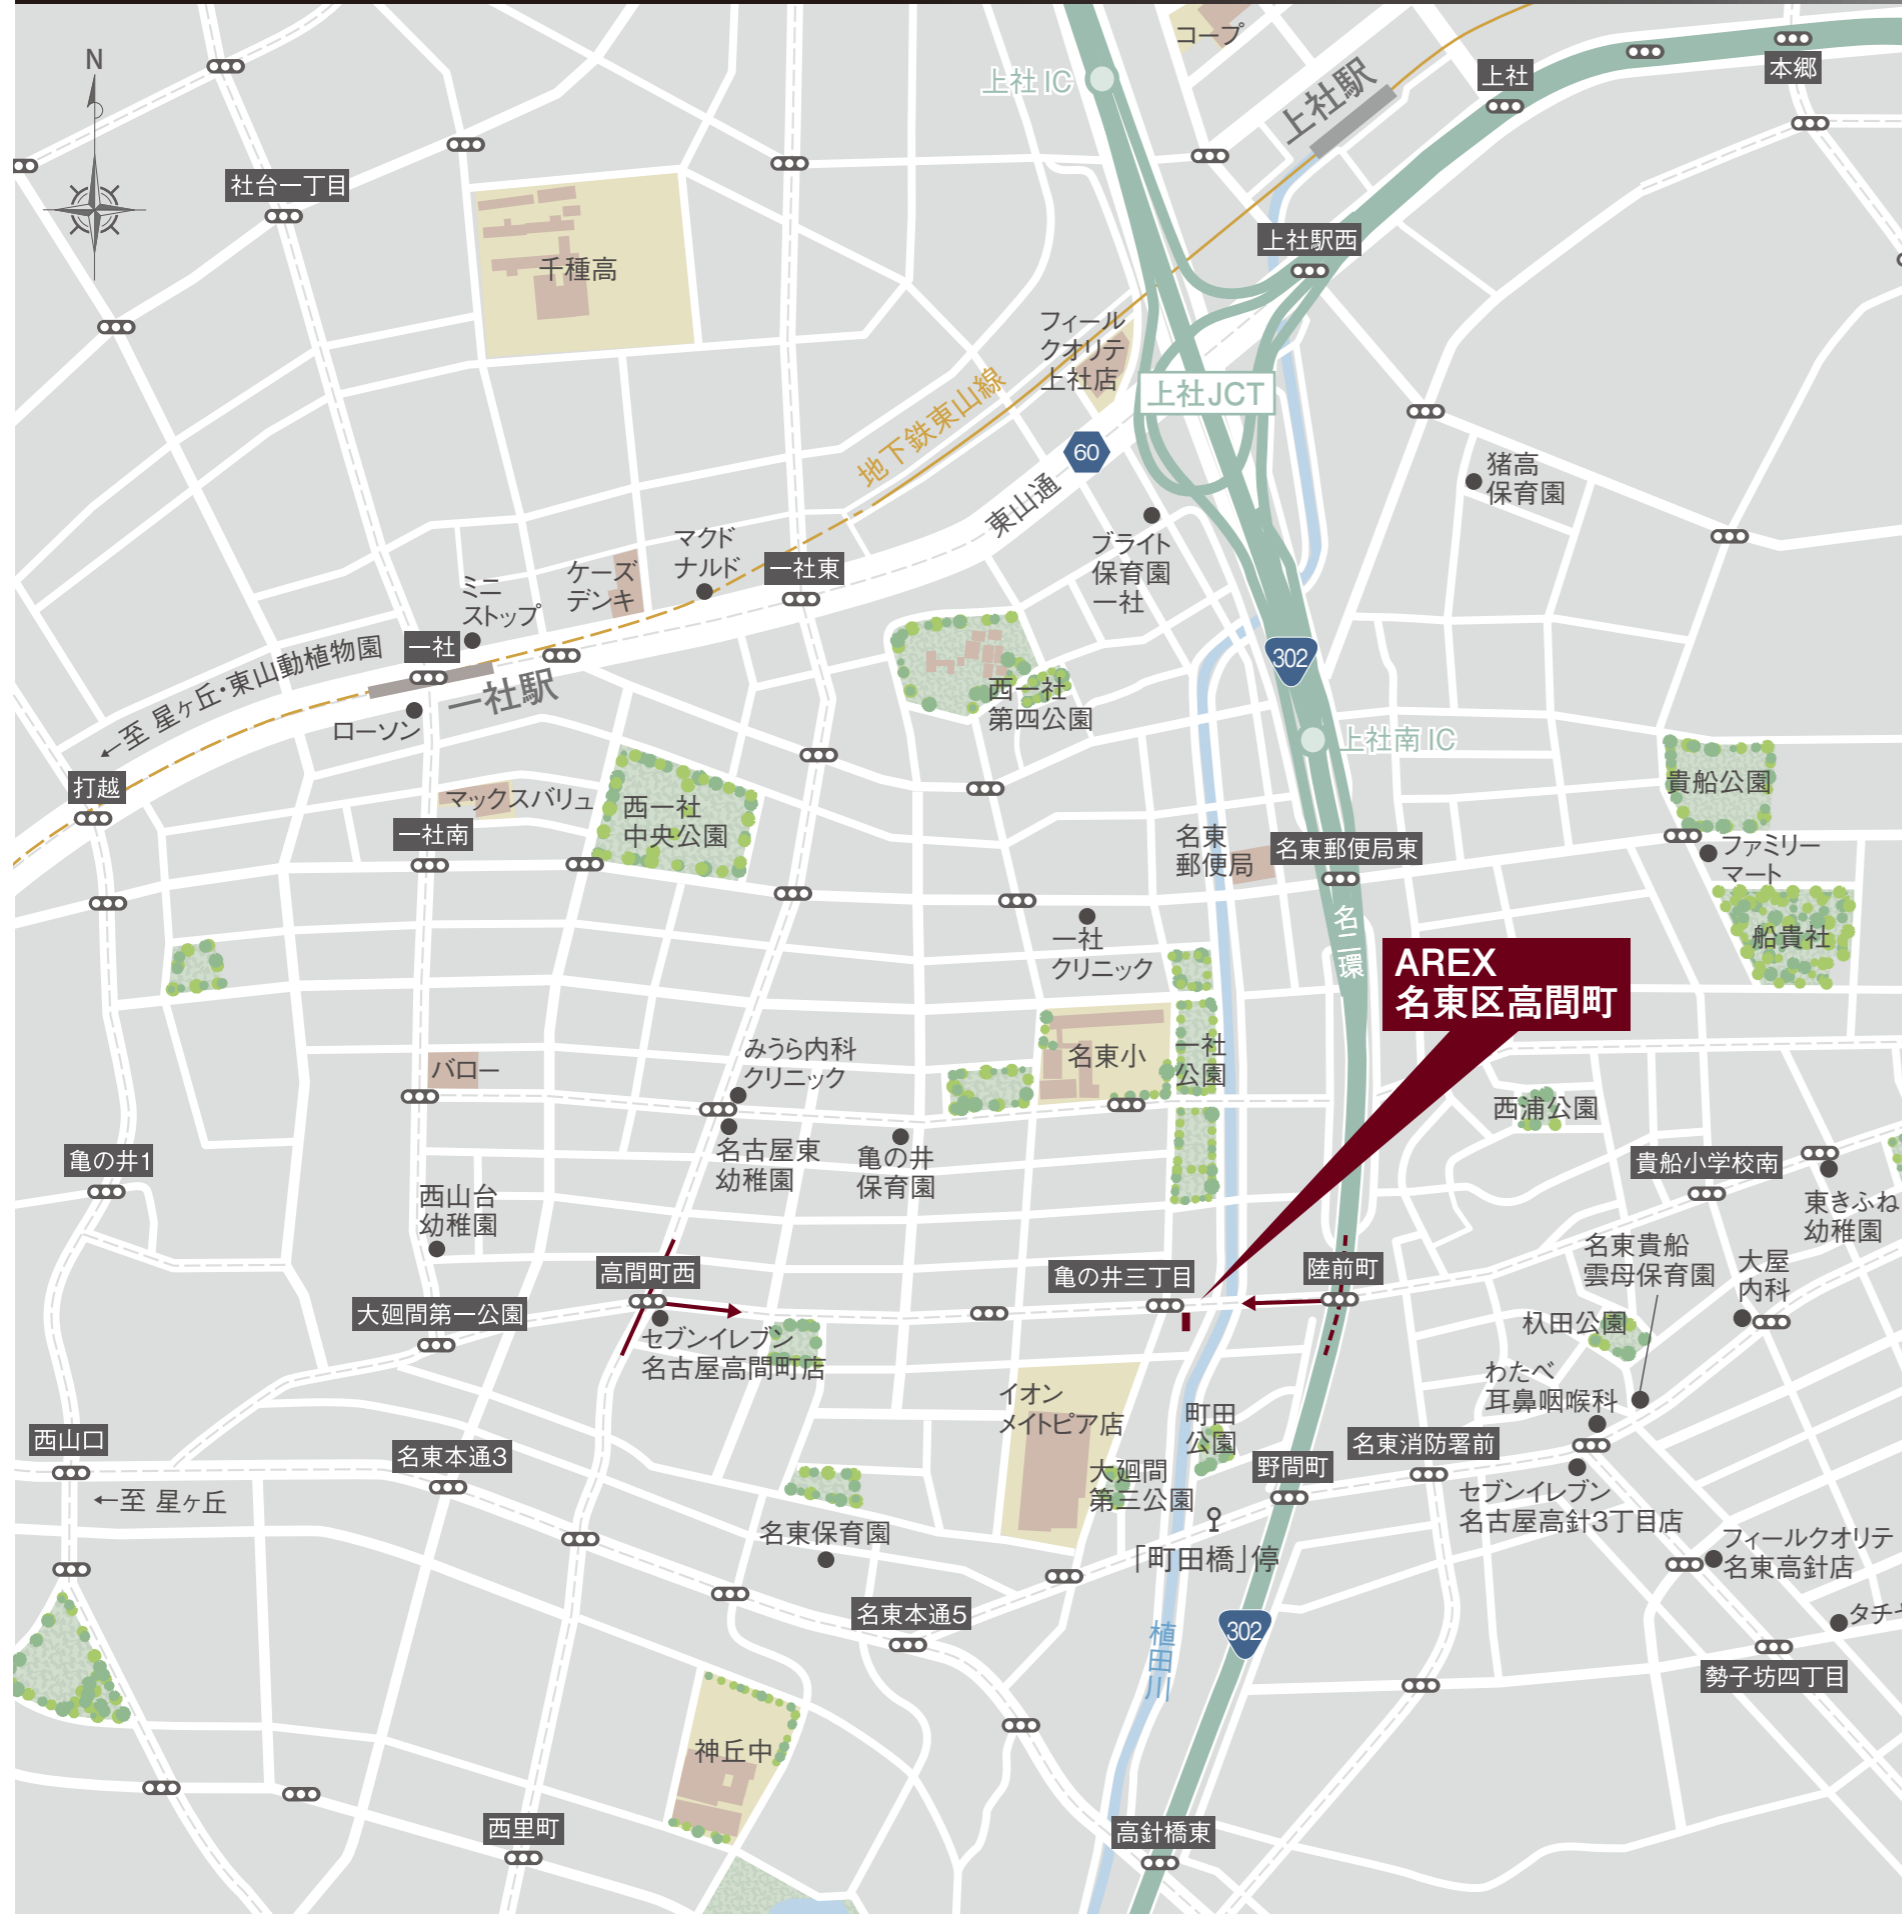 コープ
N
上社 IC
上社駅
上社
本郷
社台一丁目
千種高
上社駅西
フィール
クオリテ
上社店
上社JCT
地下鉄東山線
60
東山通
猪高
保育園
マクド
ナルド
ケーズ
デンキ
ミニ
ストップ
一社東
ブライト
保育園
一社
一社
一社駅
←至 星ヶ丘・東山動植物園
ローソン
302
西一社
第四公園
上社南 IC
打越
マックスバリュ
西一社
中央公園
一社南
貴船公園
名東
郵便局
名東郵便局東
ファミリー
マート
名二環
船貴社
一社
クリニック
AREX
名東区高間町
みうら内科
クリニック
名東小
一社
公園
バロー
西浦公園
亀の井1
名古屋東
幼稚園
亀の井
保育園
貴船小学校南
西山台
幼稚園
東きふね
幼稚園
高間町西
亀の井三丁目
陸前町
名東貴船
雲母保育園
大屋
内科
大廻間第一公園
セブンイレブン
名古屋高間町店
杁田公園
わたべ
耳鼻咽喉科
イオン
メイトピア店
町田
公園
西山口
名東本通3
名東消防署前
野間町
大廻間
第三公園
←至 星ヶ丘
セブンイレブン
名古屋高針3丁目店
名東保育園
「町田橋」停
フィールクオリテ
名東高針店
名東本通5
302
植田川
タチヤ
勢子坊四丁目
神丘中
西里町
高針橋東